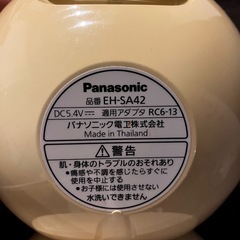 Panasonic
品番 EH-SA42
DC5.4V⎓ 適用アダプタ RC6-13
パナソニック電工株式会社
Made in Thailand
警告
肌・身体のトラブルのおそれあり
•痛感や不調を感じたらすぐに
使用を中止する
•お子様には使用させない
水洗いできません